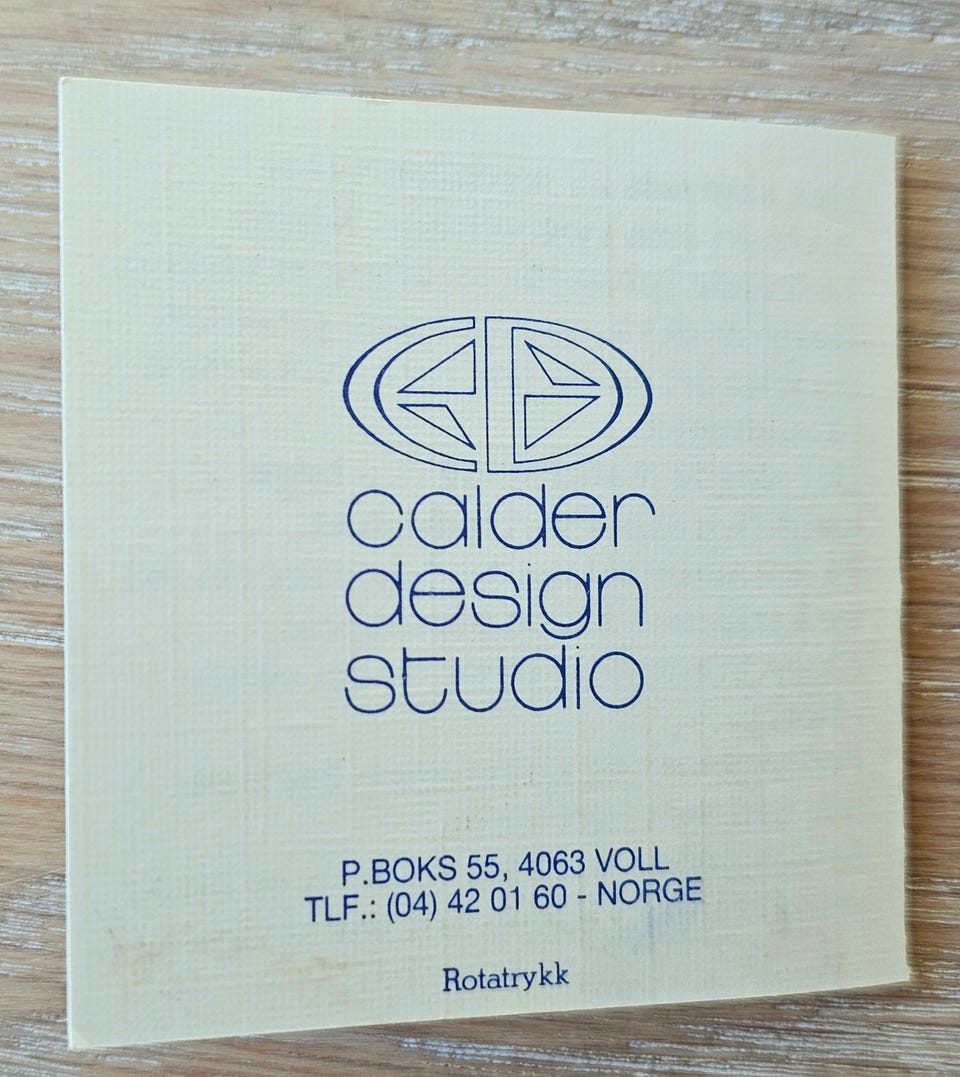 calder
design
studio
P.BOKS 55, 4063 VOLL
TLF.: (04) 42 01 60 - NORGE
Rotatrykk